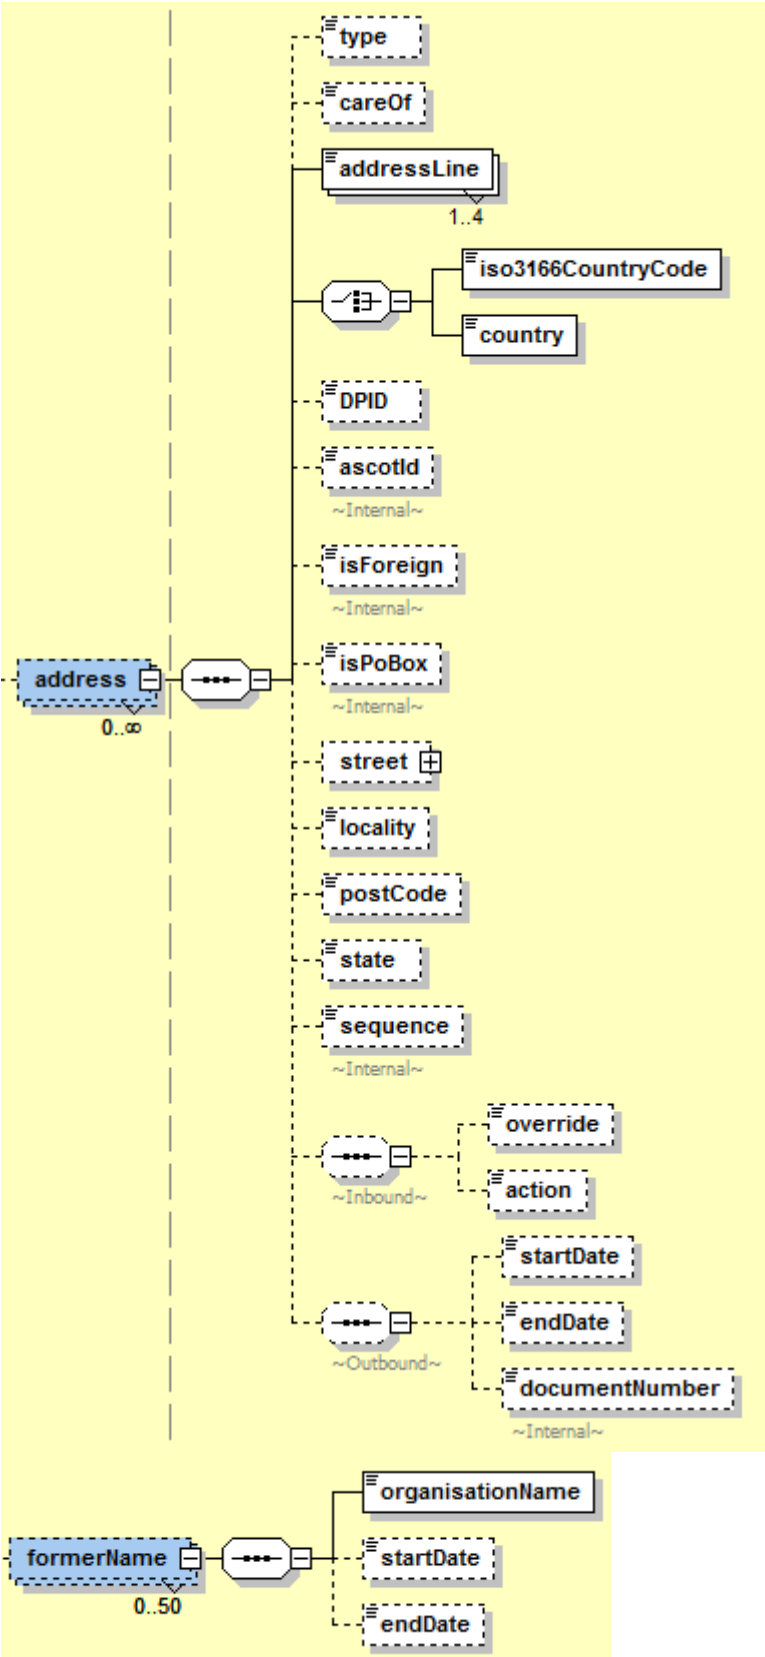 type
careOf
addressLine
1..4
iso3166CountryCode
country
DPID
ascotId
~Internal~
isForeign
~Internal~
isPoBox
~Internal~
address
0..∞
street
locality
postCode
state
sequence
~Internal~
override
action
~Inbound~
startDate
endDate
~Outbound~
documentNumber
~Internal~
organisationName
formerName
startDate
0..50
endDate